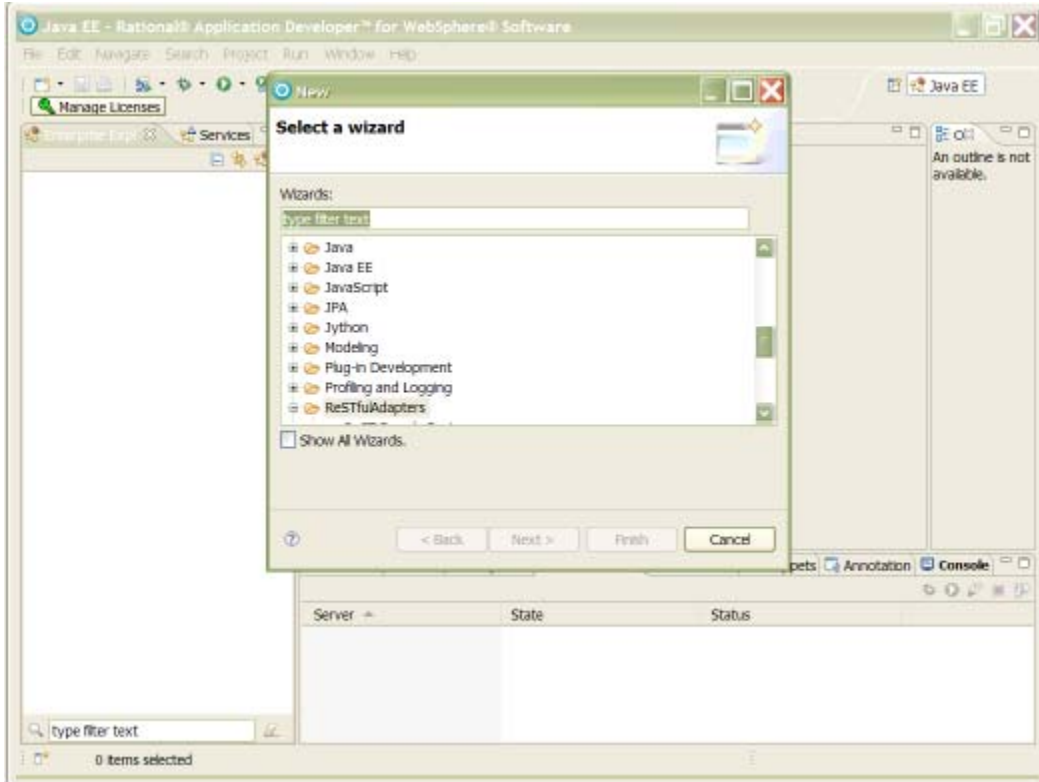 Java EE - Rational® Application Developer™ for WebSphere® Software
File Edit Navigate Search Project Run Window Help
Java EE
Manage Licenses
Services
An outline is not
available.
New
Select a wizard
Wizards:
type filter text
Java
Java EE
JavaScript
JPA
Jython
Modeling
Plug-in Development
Profiling and Logging
ReSTfulAdapters
Show All Wizards.
< Back Next > Finish Cancel
Annotation Console
Server State Status
type filter text
0 items selected